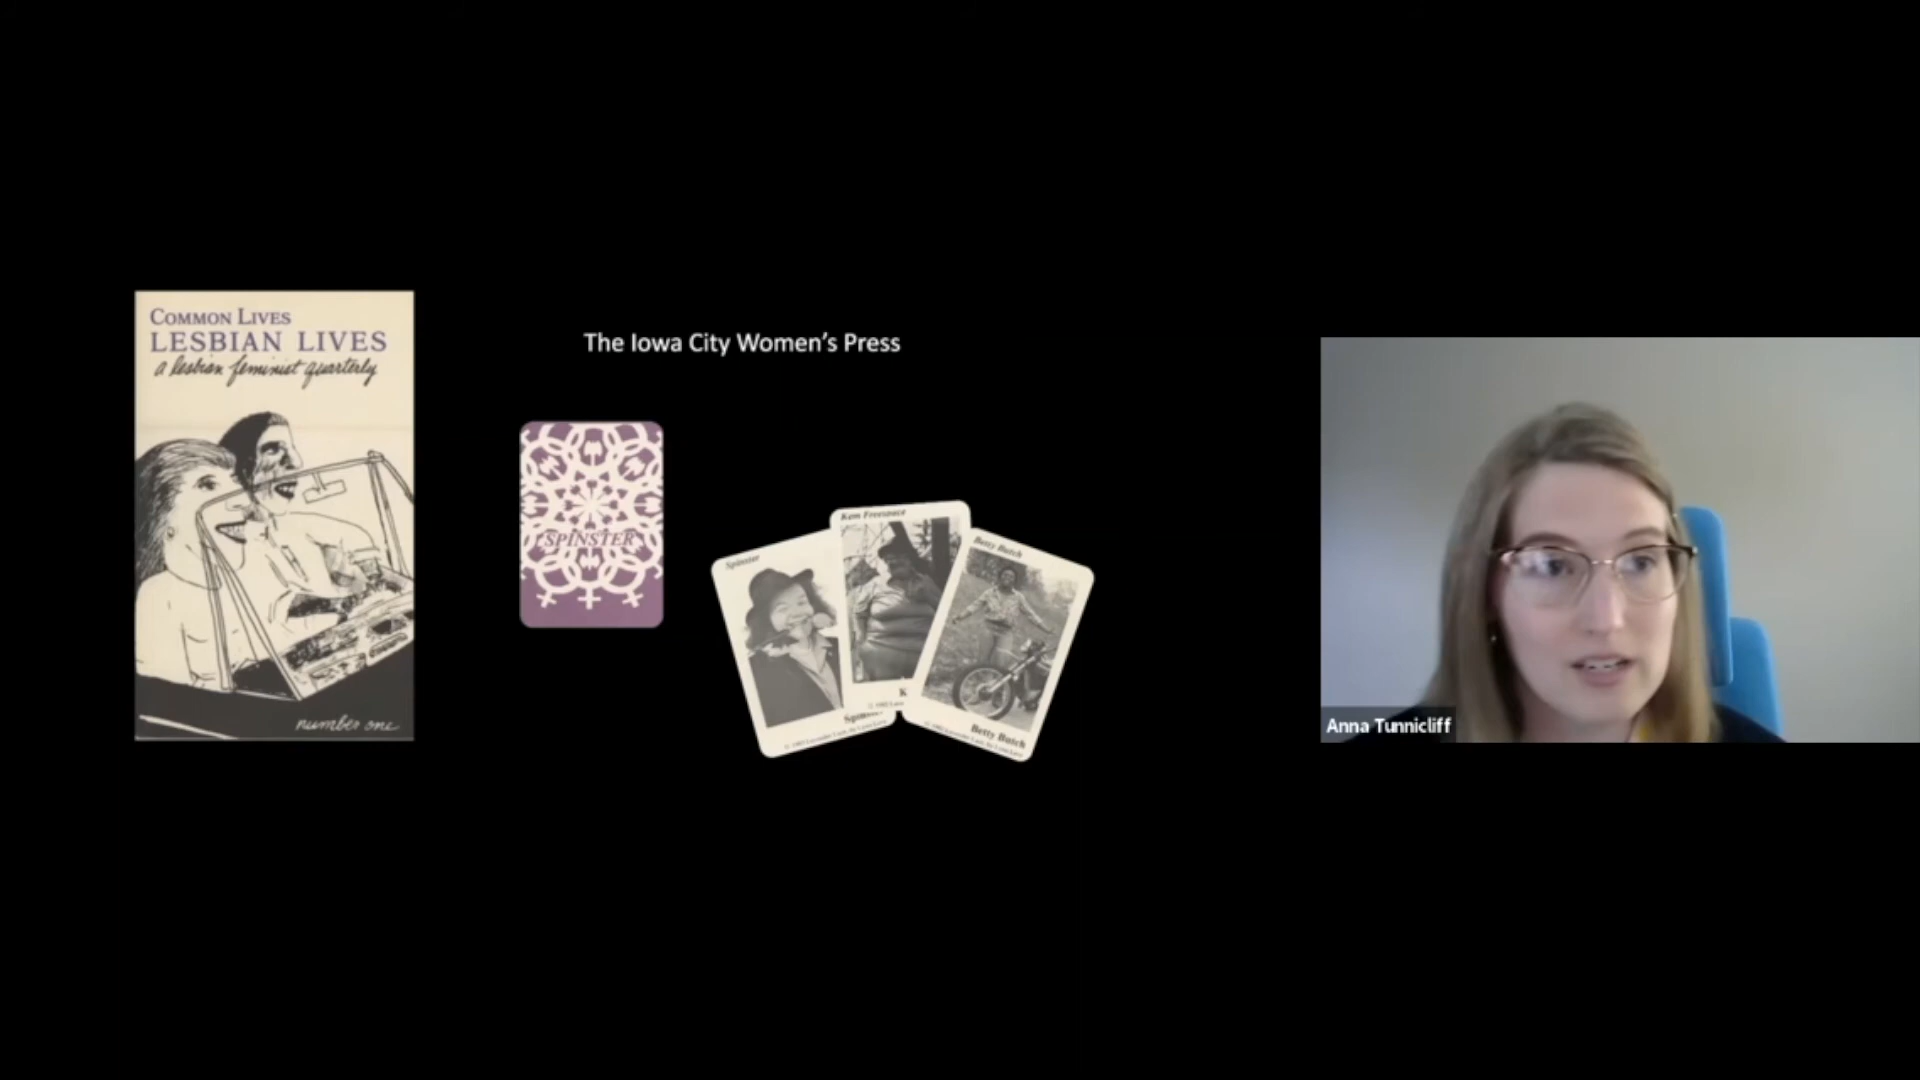 COMMON LIVES
LESBIAN LIVES
a lesbian feminist quarterly
number one
The Iowa City Women's Press
SPINSTER
Spinster
Spinster
Ken Freespace
K
Betty Butch
Betty Butch
Anna Tunnicliff